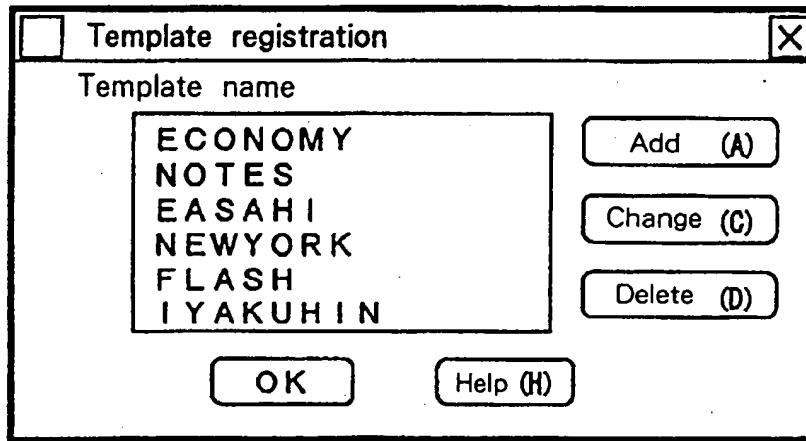 Template registration
Template name
ECONOMY
NOTES
EASAHI
NEWYORK
FLASH
IYAKUHIN
Add (A)
Change (C)
Delete (D)
OK
Help (H)